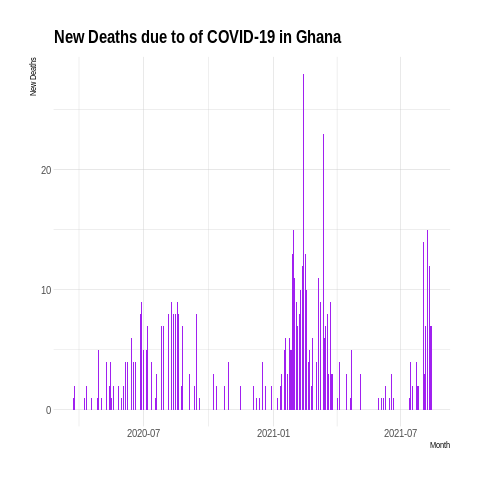 New Deaths due to of COVID-19 in Ghana
New Deaths
20
10
0
2020-07
2021-01
2021-07
Month